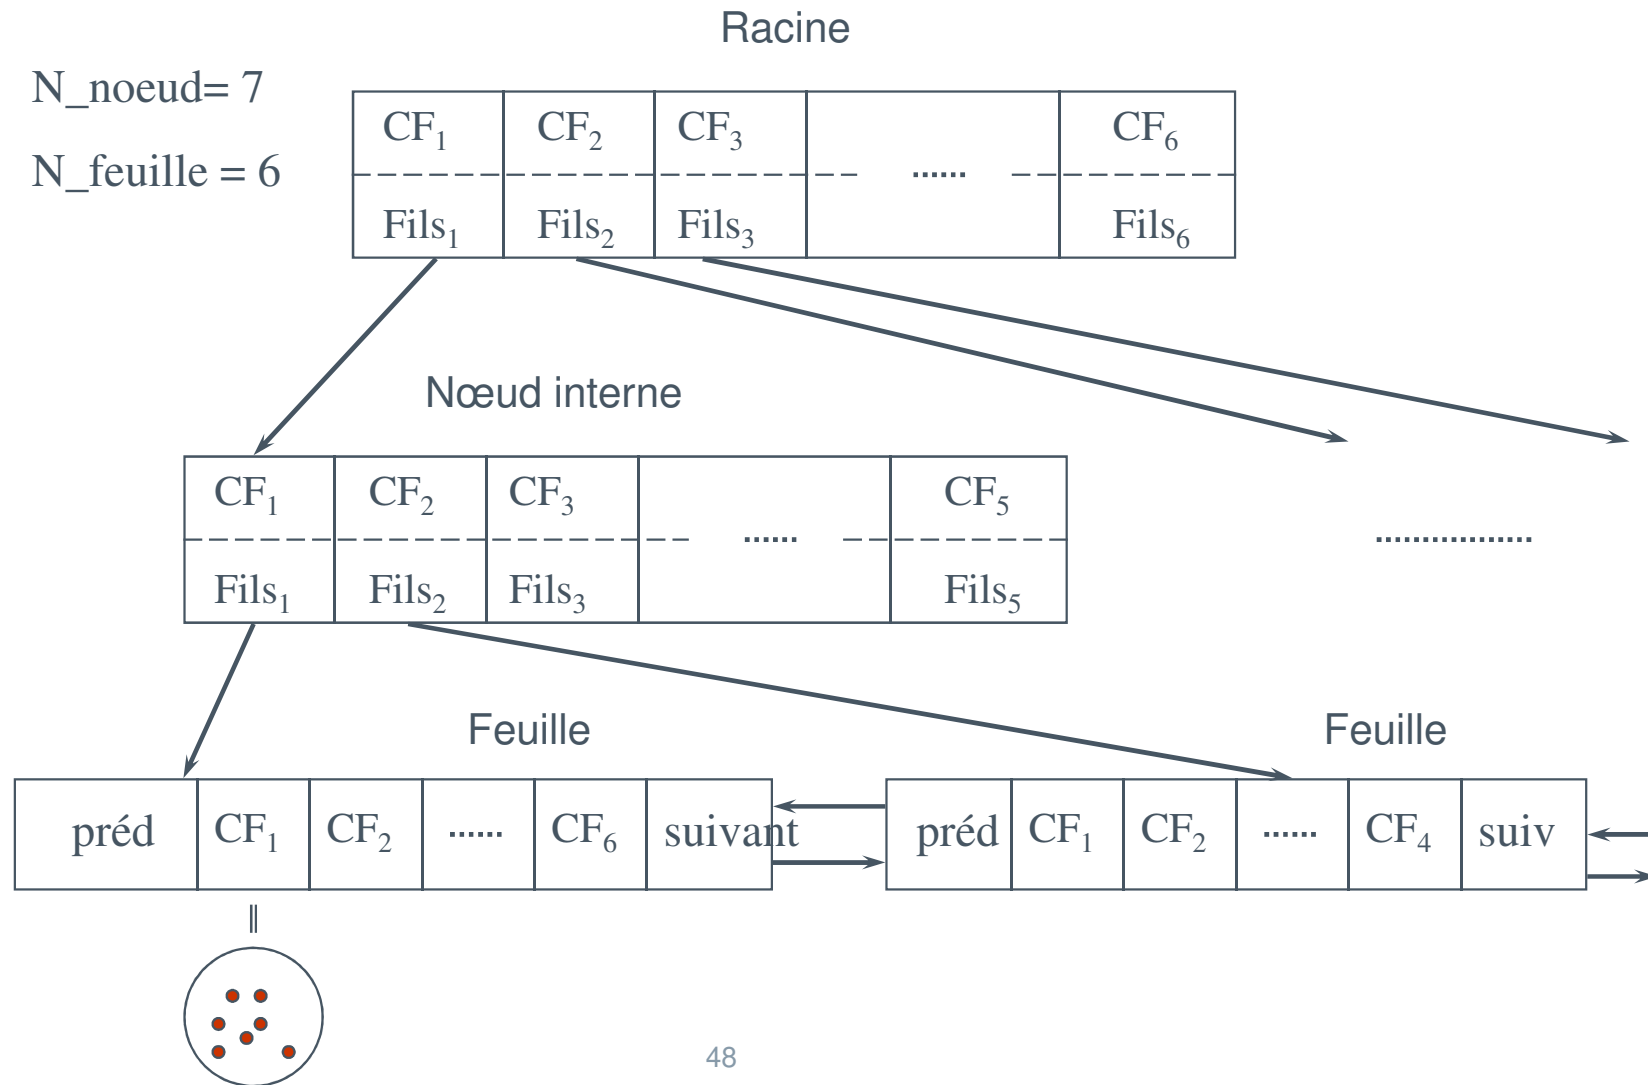 Racine
N_noeud= 7
N_feuille = 6
CF₁ CF₂ CF₃ CF₆
......
Fils₁ Fils₂ Fils₃ Fils₆
Nœud interne
CF₁ CF₂ CF₃ CF₅
......
.................
Fils₁ Fils₂ Fils₃ Fils₅
Feuille Feuille
préd CF₁ CF₂ ...... CF₆ suivant préd CF₁ CF₂ ...... CF₄ suiv
48